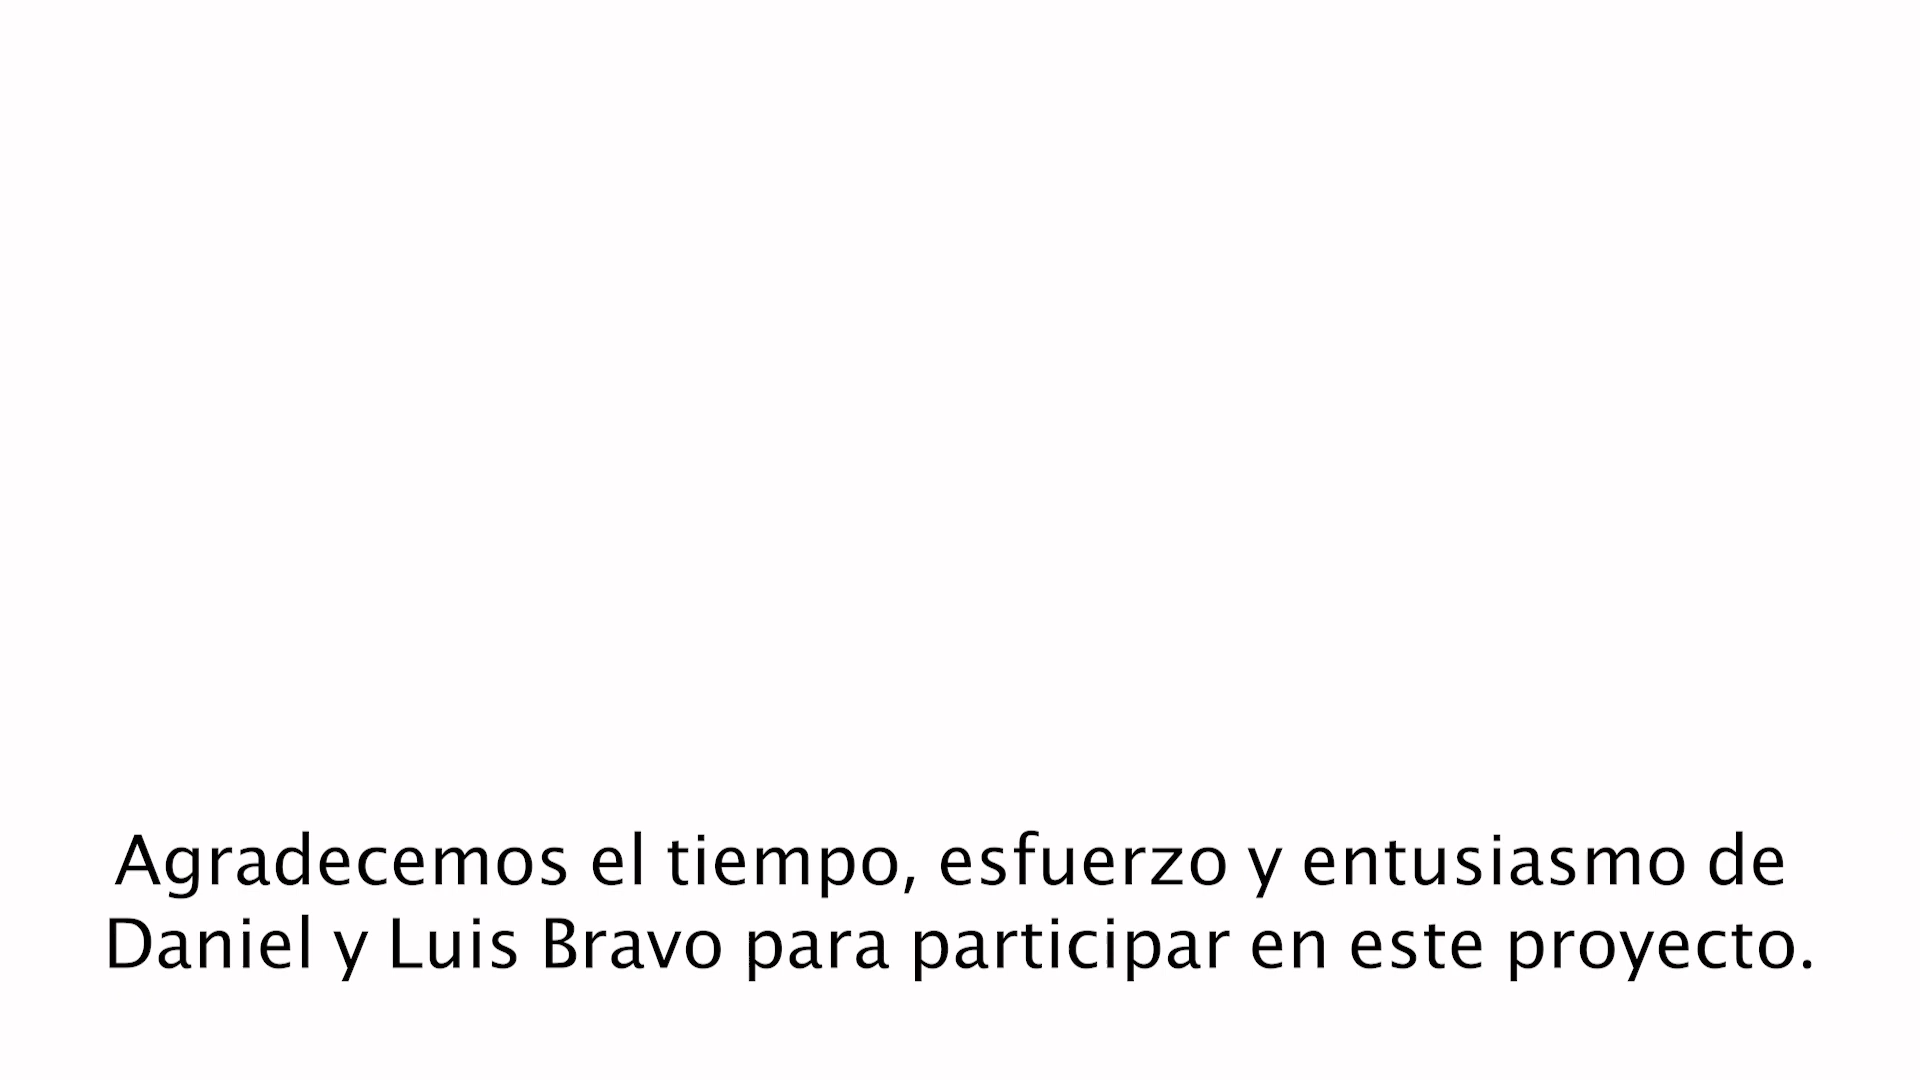 Agradecemos el tiempo, esfuerzo y entusiasmo de
Daniel y Luis Bravo para participar en este proyecto.